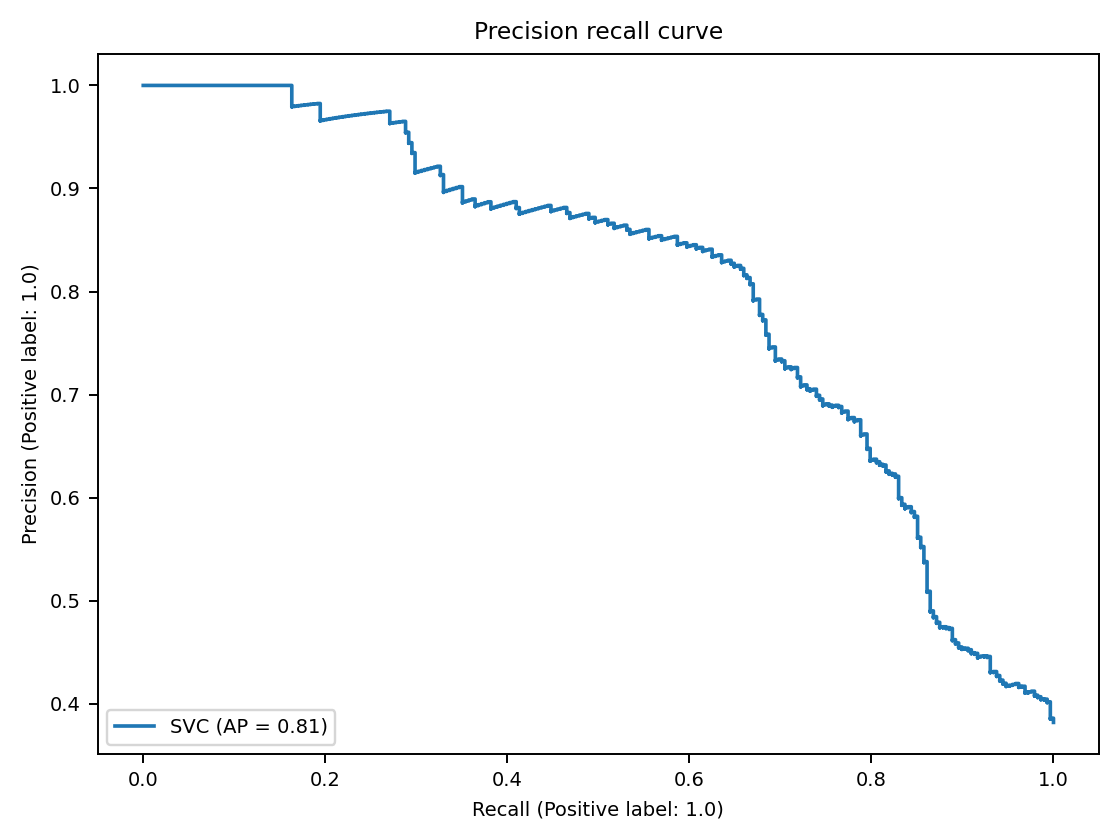 Precision recall curve
1.0
0.9
0.8
0.7
0.6
0.5
0.4
Precision (Positive label: 1.0)
SVC (AP = 0.81)
0.0 0.2 0.4 0.6 0.8 1.0
Recall (Positive label: 1.0)